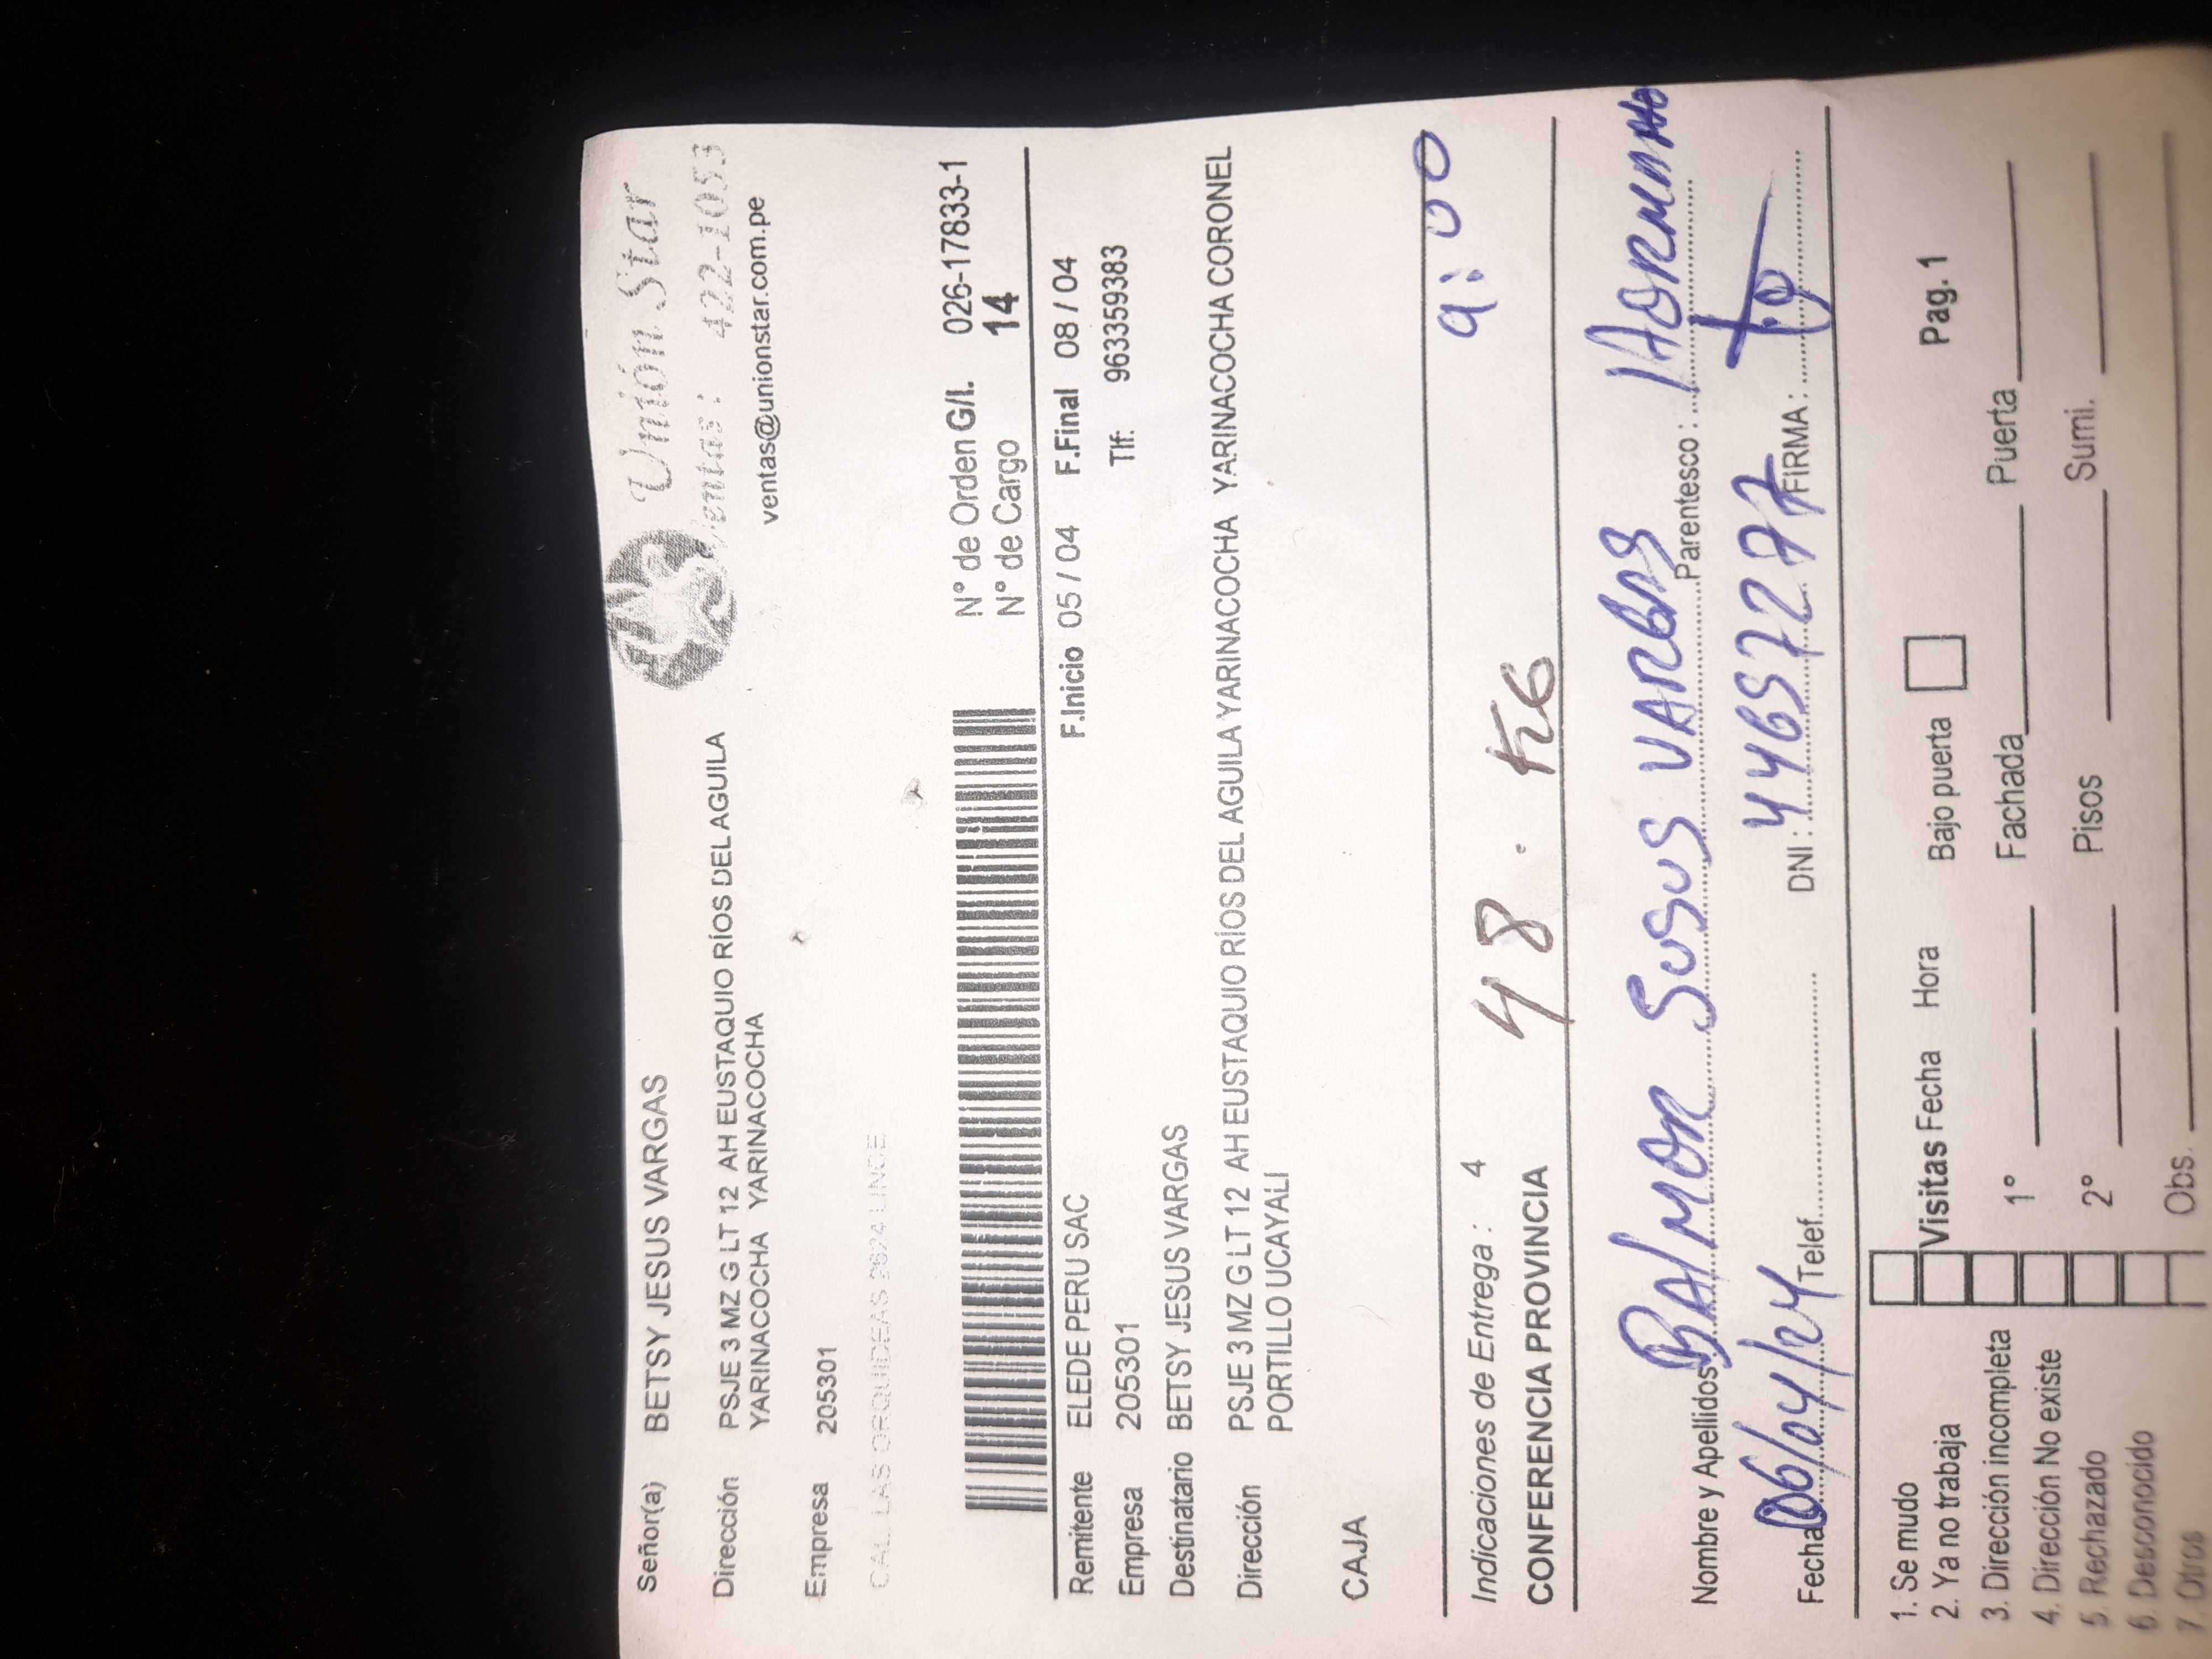 Unión Star
Ventas: 422-1053
ventas@unionstar.com.pe
Señor(a) BETSY JESUS VARGAS
Dirección PSJE 3 MZ G LT 12 AH EUSTAQUIO RÍOS DEL AGUILA
YARINACOCHA YARINACOCHA
Empresa 205301
CAL. LAS ORQUIDEAS 2624 LINCE
N° de Orden G/I. 026-17833-1
N° de Cargo 14
F.Inicio 05 / 04 F.Final 08 / 04
Remitente ELEDE PERU SAC
Empresa 205301 Tlf: 963359383
Destinatario BETSY JESUS VARGAS
Dirección PSJE 3 MZ G LT 12 AH EUSTAQUIO RÍOS DEL AGUILA YARINACOCHA YARINACOCHA YARINACOCHA CORONEL
PORTILLO UCAYALI
CAJA
9:00
Indicaciones de Entrega : 4
CONFERENCIA PROVINCIA 48. KG
Nombre y Apellidos: Parentesco :
06/04/24
Fecha Telef. DNI : 44657277 FIRMA :
1. Se mudo
2. Ya no trabaja Visitas Fecha Hora Bajo puerta Pag. 1
3. Dirección incompleta 1° Fachada Puerta
4. Dirección No existe
5. Rechazado 2° Pisos Sumi.
6. Desconocido
7. Otros Obs.